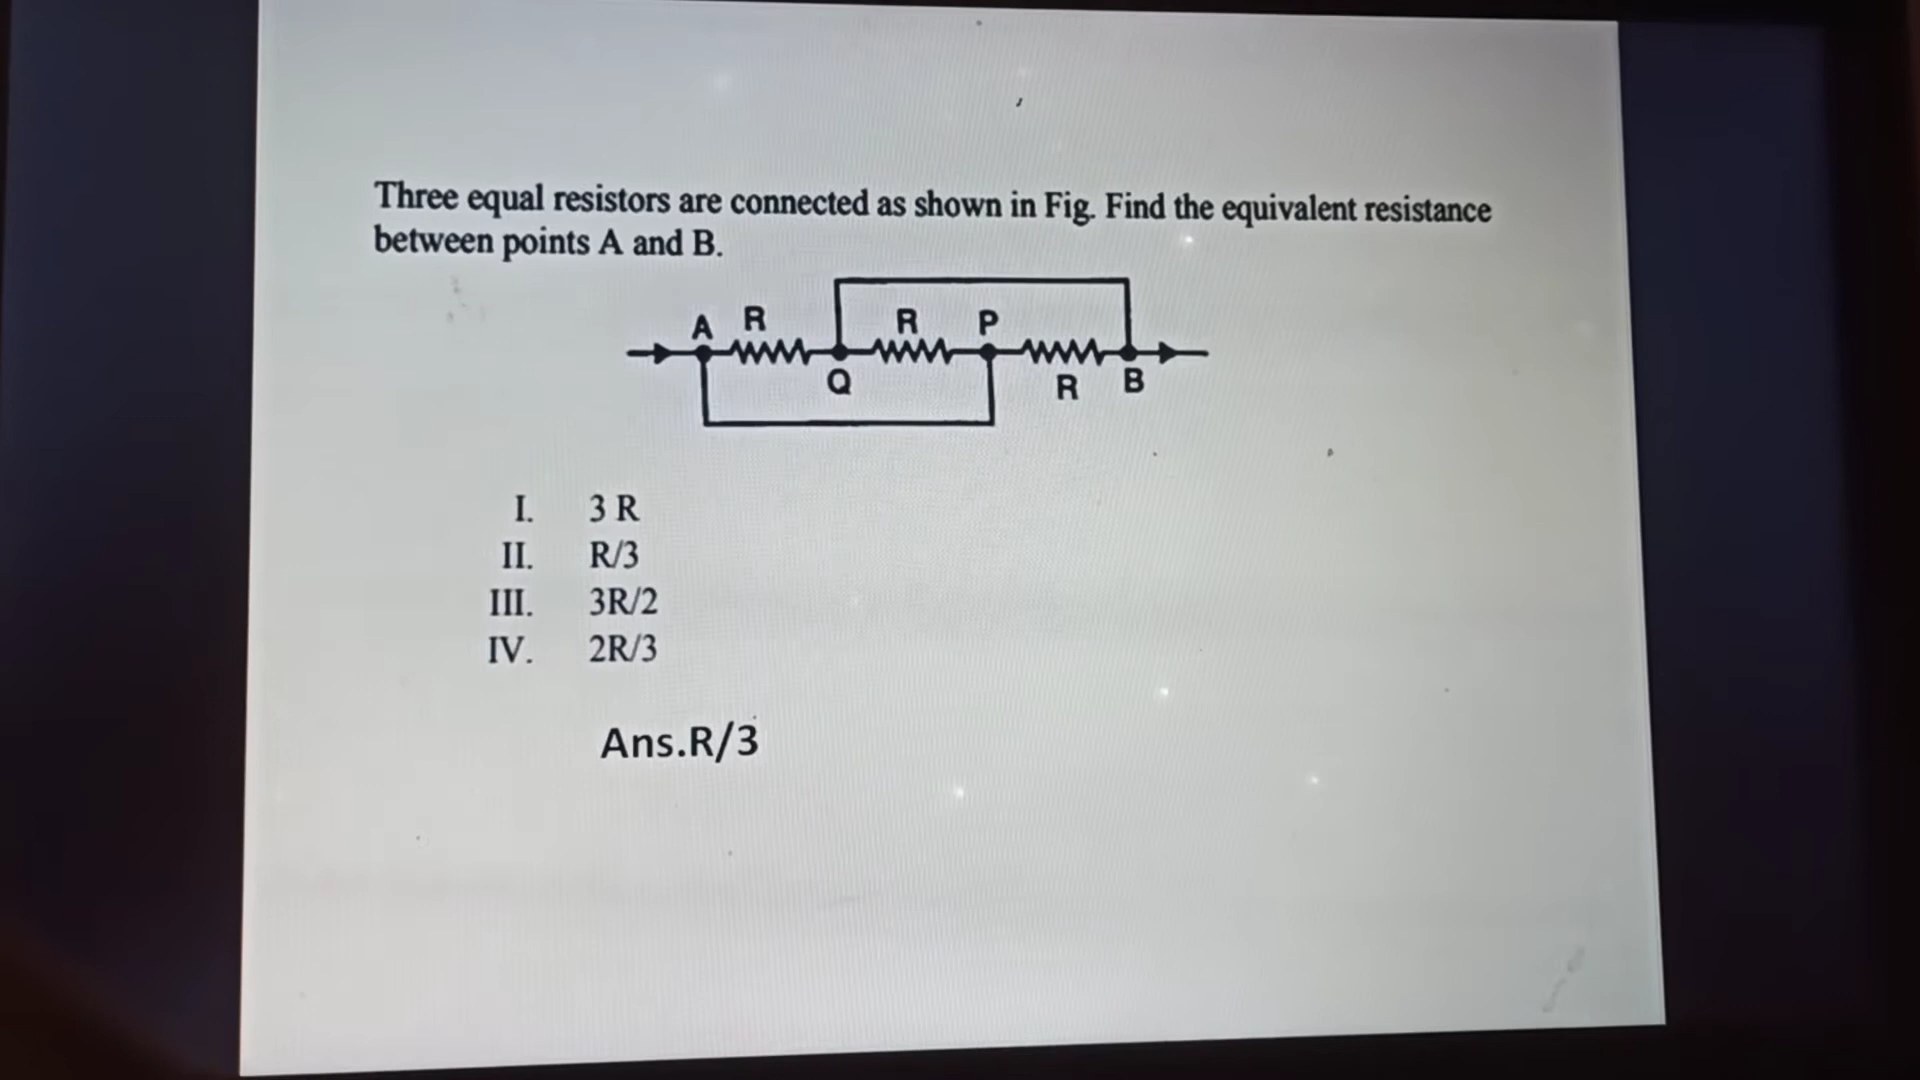 Three equal resistors are connected as shown in Fig. Find the equivalent resistance
between points A and B.
A R R P
Q R B
I. 3 R
II. R/3
III. 3R/2
IV. 2R/3
Ans.R/3